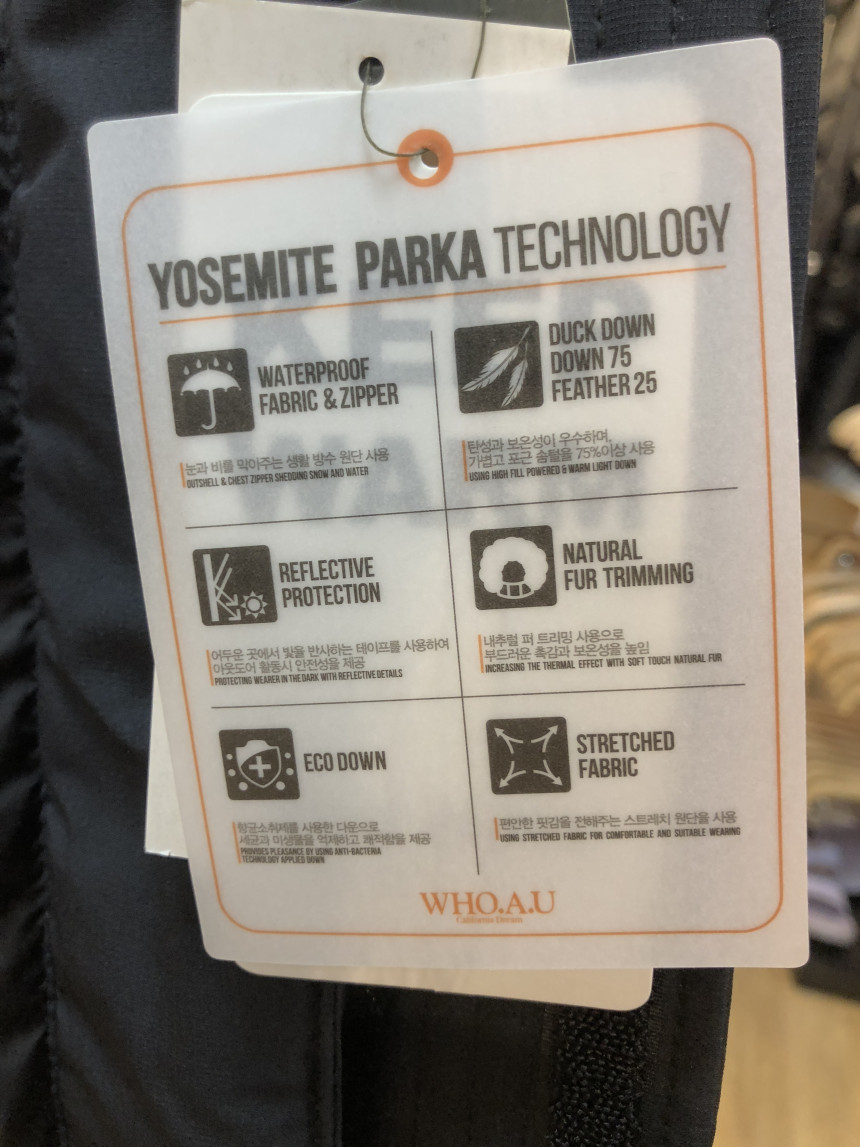 YOSEMITE PARKA TECHNOLOGY
WATERPROOF
FABRIC & ZIPPER
눈과 비를 막아주는 생활 방수 원단 사용
OUTSHELL & CHEST ZIPPER SHEDDING SNOW AND WATER
DUCK DOWN
DOWN 75
FEATHER 25
탄성과 보온성이 우수하며,
가볍고 포근 솜털을 75%이상 사용
USING HIGH FILL POWERED & WARM LIGHT DOWN
REFLECTIVE
PROTECTION
어두운 곳에서 빛을 반사하는 테이프를 사용하여
아웃도어 활동시 안전성을 제공
PROTECTING WEARER IN THE DARK WITH REFLECTIVE DETAILS
NATURAL
FUR TRIMMING
내추럴 퍼 트리밍 사용으로
부드러운 촉감과 보온성을 높임
INCREASING THE THERMAL EFFECT WITH SOFT TOUCH NATURAL FUR
ECO DOWN
항균소취제를 사용한 다운으로
세균과 미생물을 억제하고, 쾌적함을 제공
PROVIDES PLEASANCE BY USING ANTI-BACTERIA
TECHNOLOGY APPLIED DOWN
STRETCHED
FABRIC
편안한 핏감을 전해주는 스트레치 원단을 사용
USING STRETCHED FABRIC FOR COMFORTABLE AND SUITABLE WEARING
WHO.A.U
California Dream
KEEP
WARM